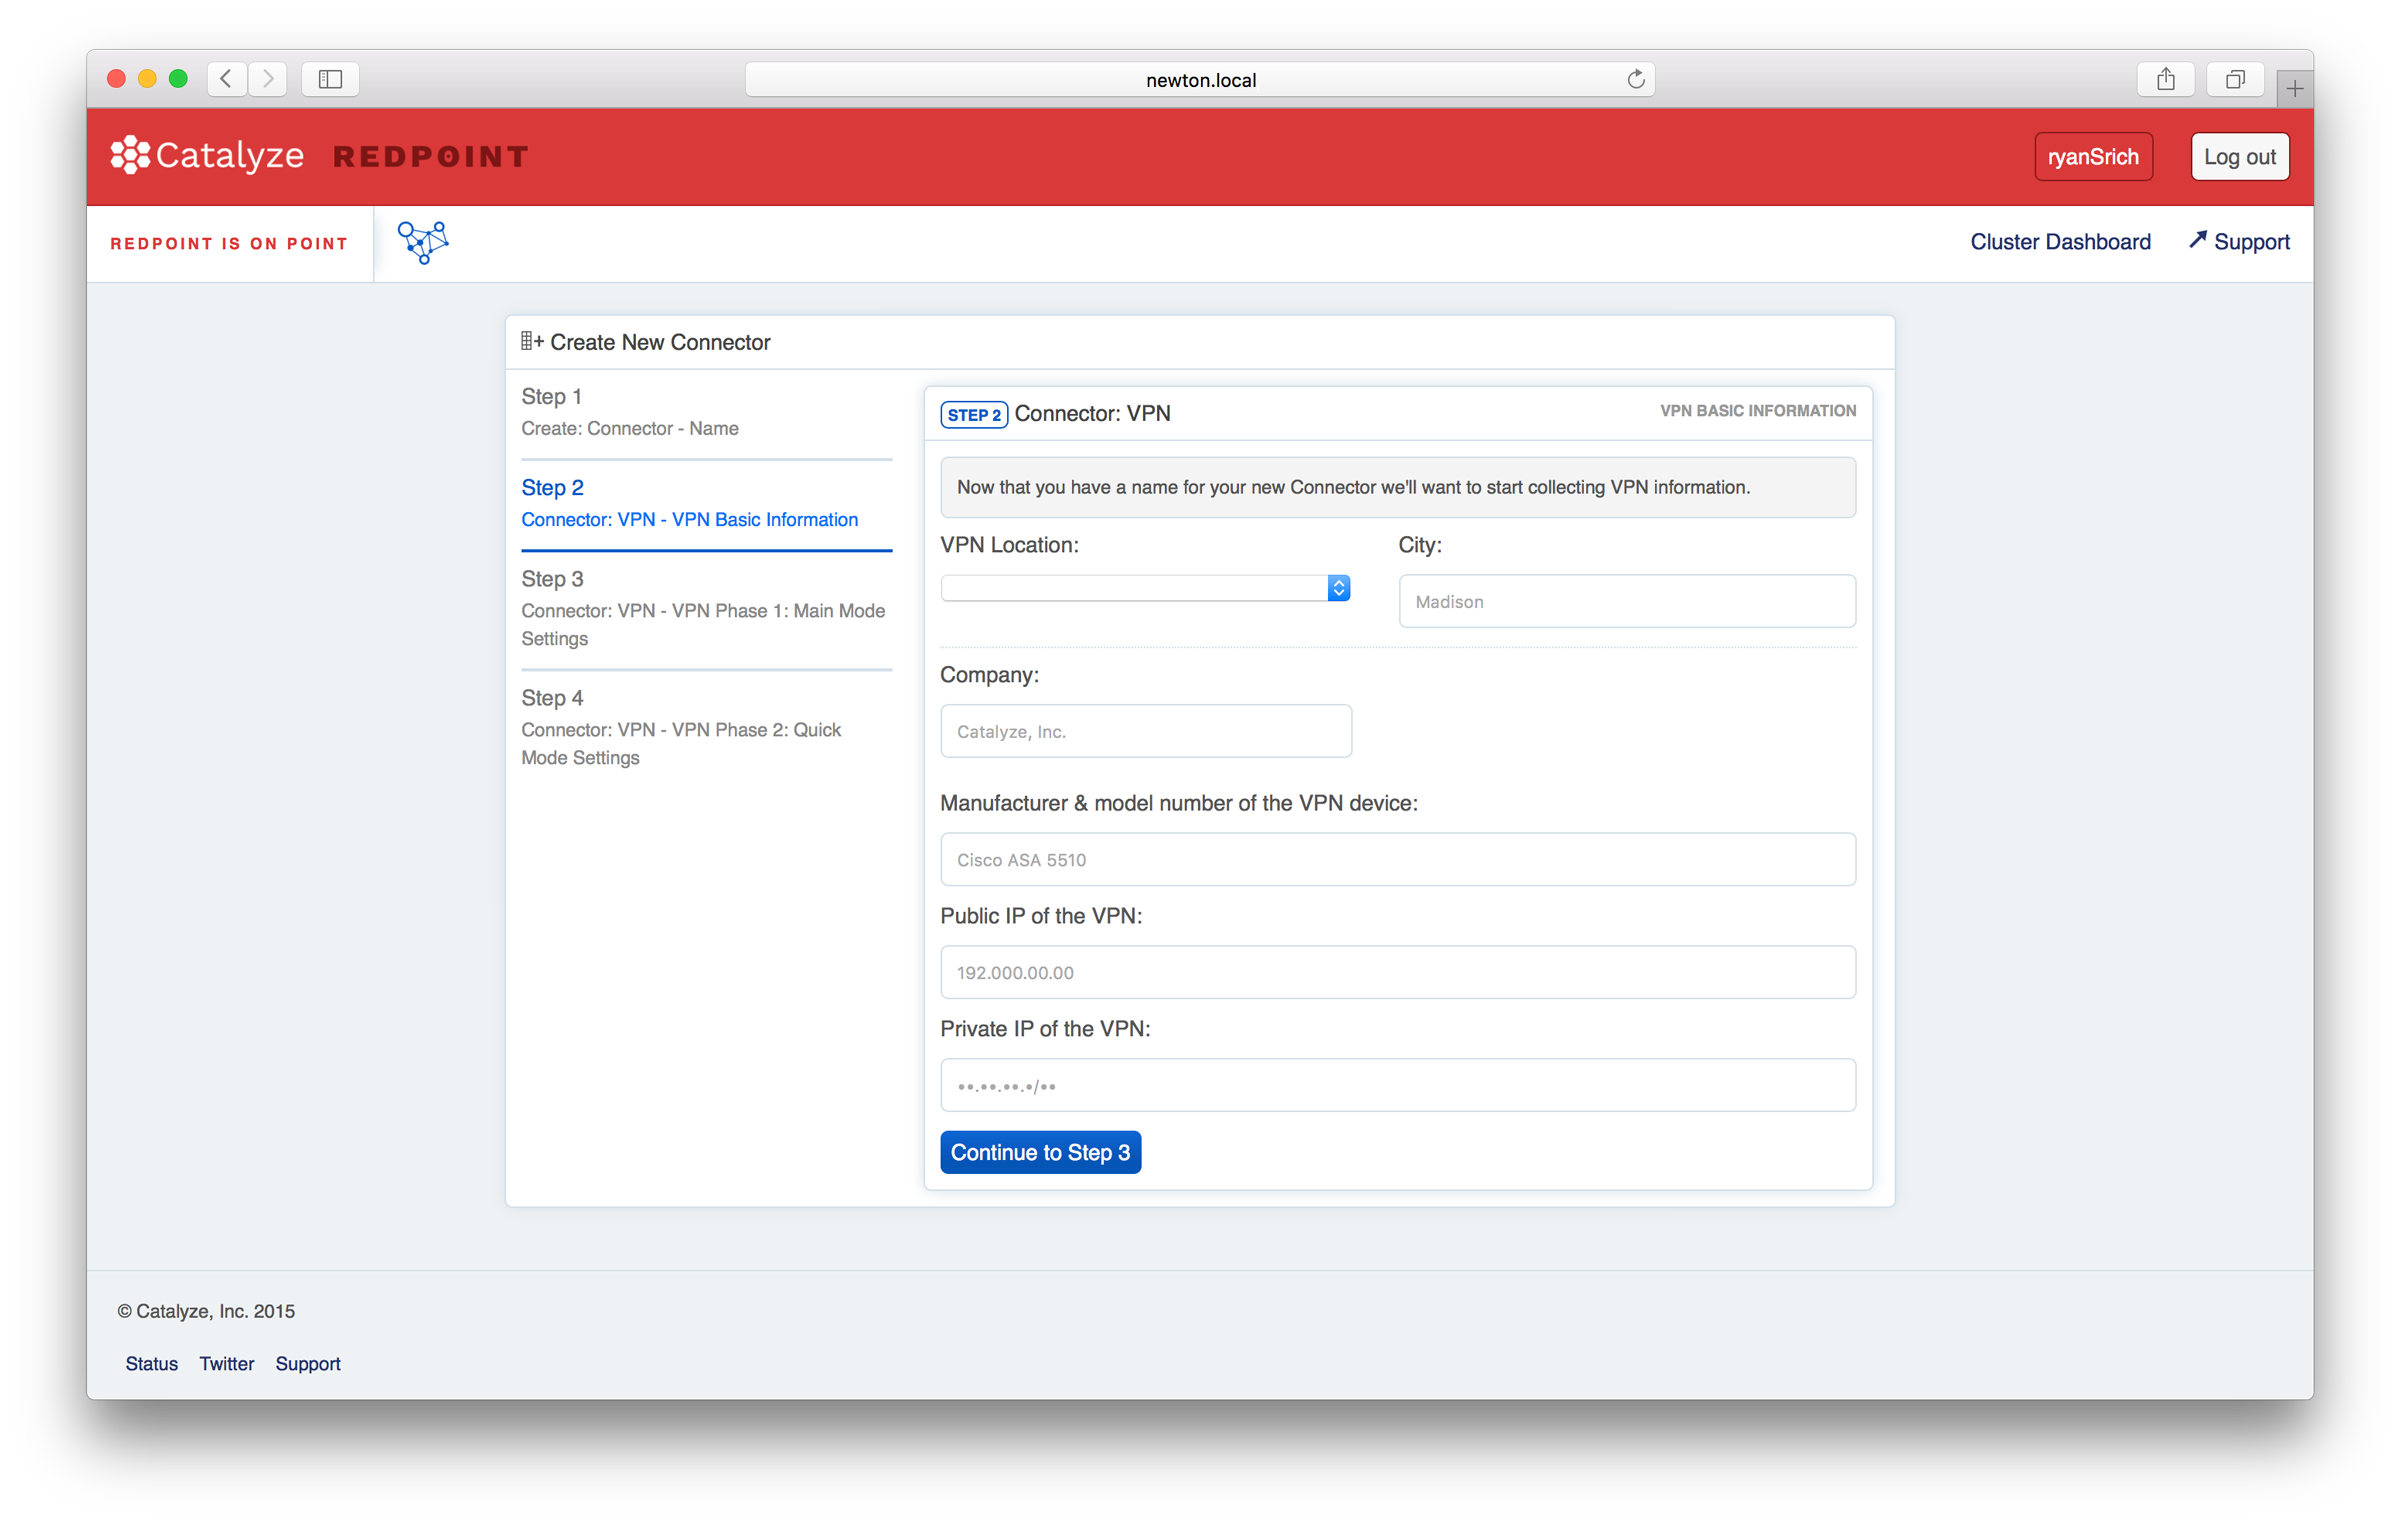 newton.local
Catalyze REDPOINT
ryanSrich
Log out
REDPOINT IS ON POINT
Cluster Dashboard
Support
Create New Connector
Step 1
Create: Connector - Name
Step 2
Connector: VPN - VPN Basic Information
Step 3
Connector: VPN - VPN Phase 1: Main Mode
Settings
Step 4
Connector: VPN - VPN Phase 2: Quick
Mode Settings
STEP 2 Connector: VPN
VPN BASIC INFORMATION
Now that you have a name for your new Connector we'll want to start collecting VPN information.
VPN Location:
City:
Madison
Company:
Catalyze, Inc.
Manufacturer & model number of the VPN device:
Cisco ASA 5510
Public IP of the VPN:
192.000.00.00
Private IP of the VPN:
••.••.••.•/••
Continue to Step 3
© Catalyze, Inc. 2015
Status Twitter Support